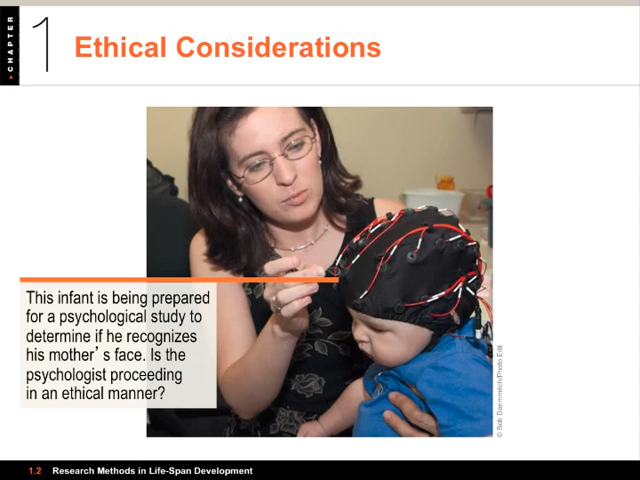 CHAPTER
1
Ethical Considerations
This infant is being prepared
for a psychological study to
determine if he recognizes
his mother's face. Is the
psychologist proceeding
in an ethical manner?
© Bob Daemmrich/Photo Edit
1.2 Research Methods in Life-Span Development